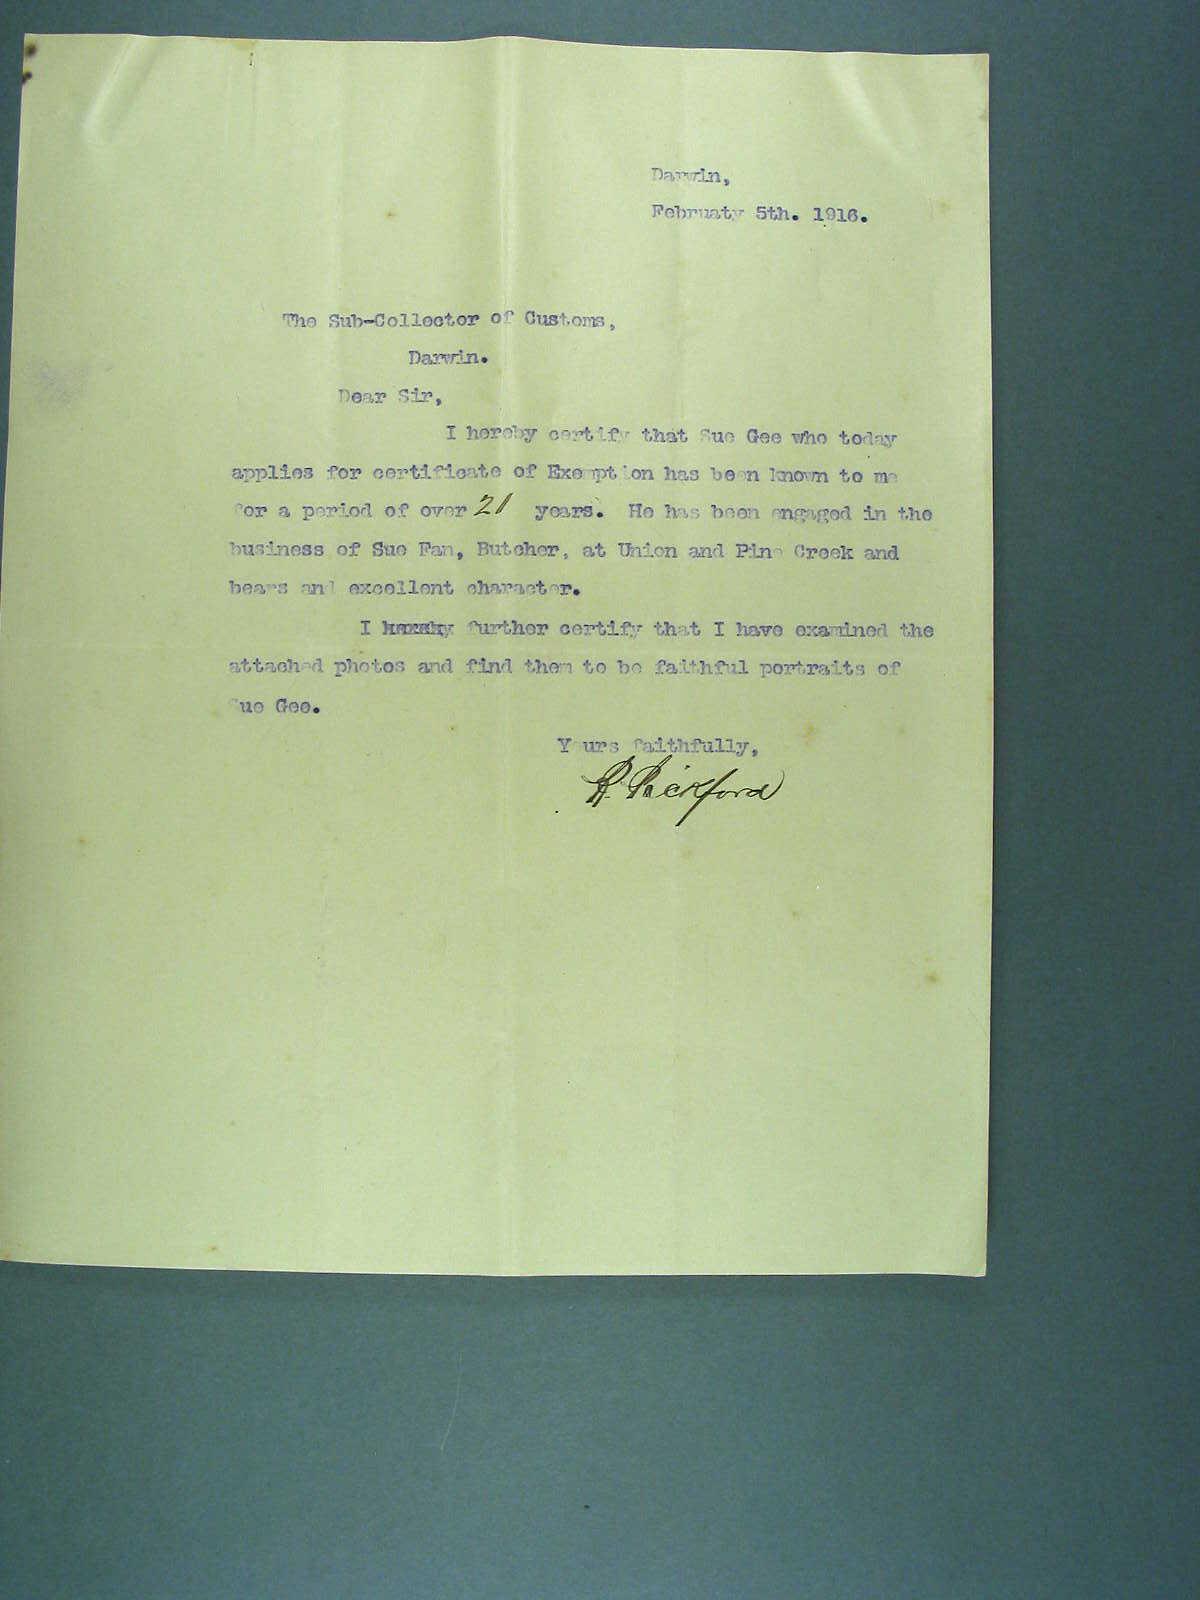 Darwin,
Februaty 5th. 1916.
The Sub-Collector of Customs,
Darwin.
Dear Sir,
I hereby certify that Sue Gee who today
applies for certificate of Exemption has been known to me
for a period of over 21 years. He has been engaged in the
business of Sue Fan, Butcher, at Union and Pine Creek and
bears and excellent character.
I hereby further certify that I have examined the
attached photos and find them to be faithful portraits of
Sue Gee.
Yours faithfully,
R. Pickford